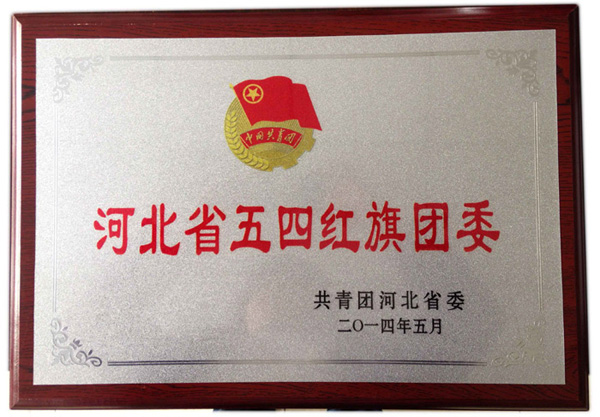 中国共青团
河北省五四红旗团委
共青团河北省委
二〇一四年五月